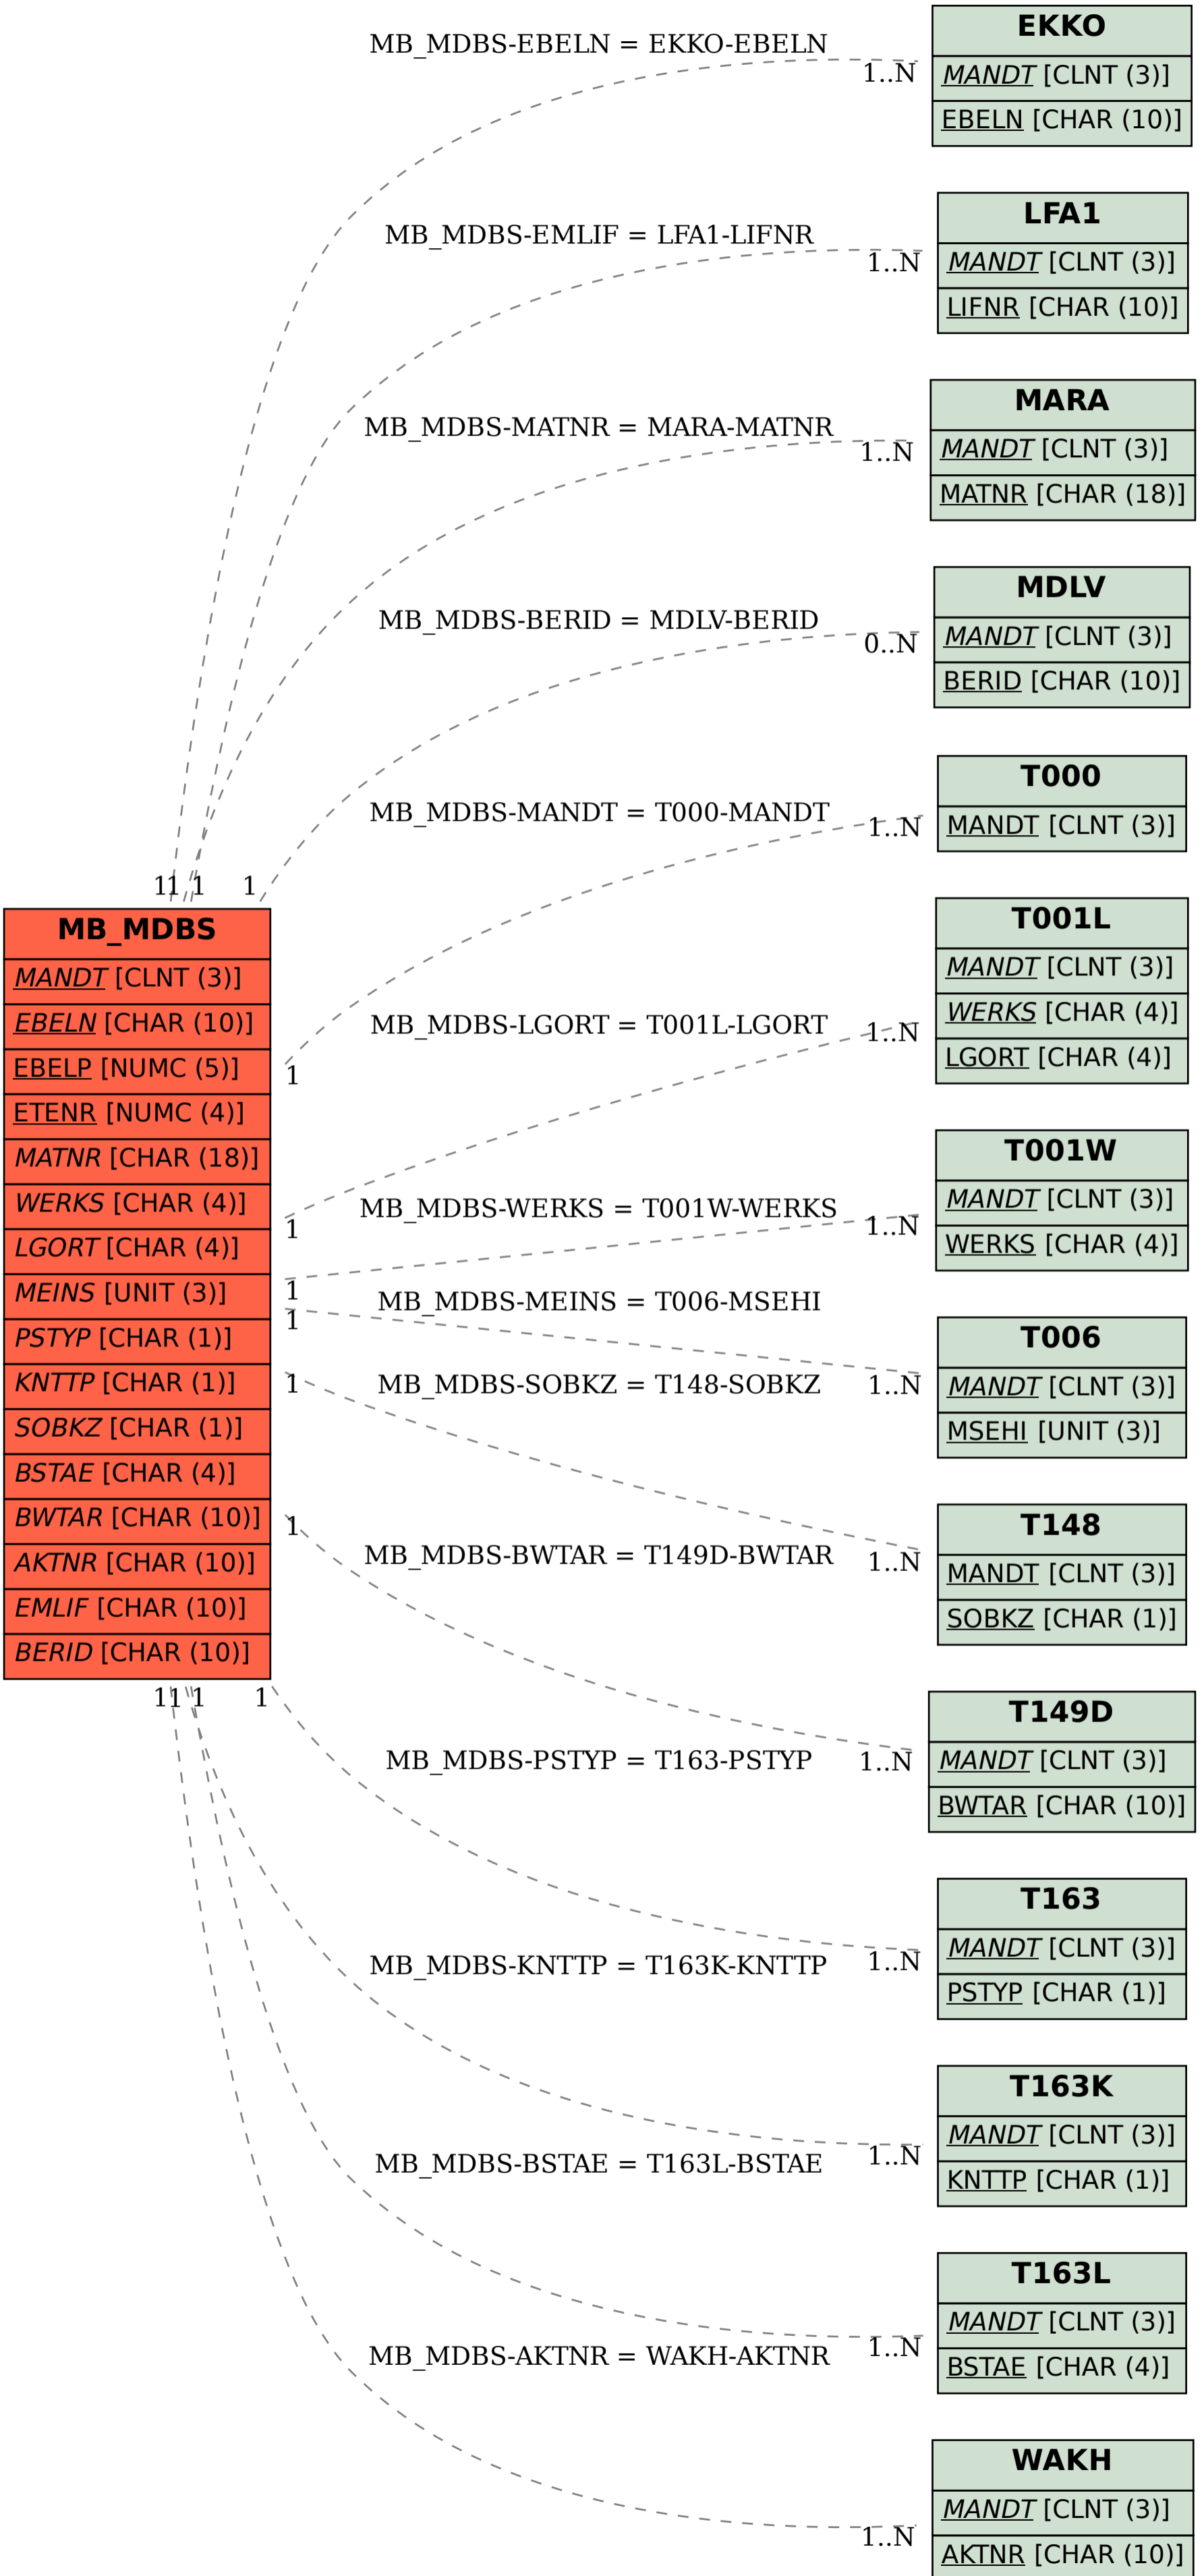 MB_MDBS
MANDT [CLNT (3)]
EBELN [CHAR (10)]
EBELP [NUMC (5)]
ETENR [NUMC (4)]
MATNR [CHAR (18)]
WERKS [CHAR (4)]
LGORT [CHAR (4)]
MEINS [UNIT (3)]
PSTYP [CHAR (1)]
KNTTP [CHAR (1)]
SOBKZ [CHAR (1)]
BSTAE [CHAR (4)]
BWTAR [CHAR (10)]
AKTNR [CHAR (10)]
EMLIF [CHAR (10)]
BERID [CHAR (10)]
MB_MDBS-EBELN = EKKO-EBELN
1
1..N
EKKO
MANDT [CLNT (3)]
EBELN [CHAR (10)]
MB_MDBS-EMLIF = LFA1-LIFNR
1
1..N
LFA1
MANDT [CLNT (3)]
LIFNR [CHAR (10)]
MB_MDBS-MATNR = MARA-MATNR
1
1..N
MARA
MANDT [CLNT (3)]
MATNR [CHAR (18)]
MB_MDBS-BERID = MDLV-BERID
1
0..N
MDLV
MANDT [CLNT (3)]
BERID [CHAR (10)]
MB_MDBS-MANDT = T000-MANDT
1
1..N
T000
MANDT [CLNT (3)]
MB_MDBS-LGORT = T001L-LGORT
1
1..N
T001L
MANDT [CLNT (3)]
WERKS [CHAR (4)]
LGORT [CHAR (4)]
MB_MDBS-WERKS = T001W-WERKS
1
1..N
T001W
MANDT [CLNT (3)]
WERKS [CHAR (4)]
MB_MDBS-MEINS = T006-MSEHI
1
1..N
T006
MANDT [CLNT (3)]
MSEHI [UNIT (3)]
MB_MDBS-SOBKZ = T148-SOBKZ
1
1..N
T148
MANDT [CLNT (3)]
SOBKZ [CHAR (1)]
MB_MDBS-BWTAR = T149D-BWTAR
1
1..N
T149D
MANDT [CLNT (3)]
BWTAR [CHAR (10)]
MB_MDBS-PSTYP = T163-PSTYP
1
1..N
T163
MANDT [CLNT (3)]
PSTYP [CHAR (1)]
MB_MDBS-KNTTP = T163K-KNTTP
1
1..N
T163K
MANDT [CLNT (3)]
KNTTP [CHAR (1)]
MB_MDBS-BSTAE = T163L-BSTAE
1
1..N
T163L
MANDT [CLNT (3)]
BSTAE [CHAR (4)]
MB_MDBS-AKTNR = WAKH-AKTNR
1
1..N
WAKH
MANDT [CLNT (3)]
AKTNR [CHAR (10)]